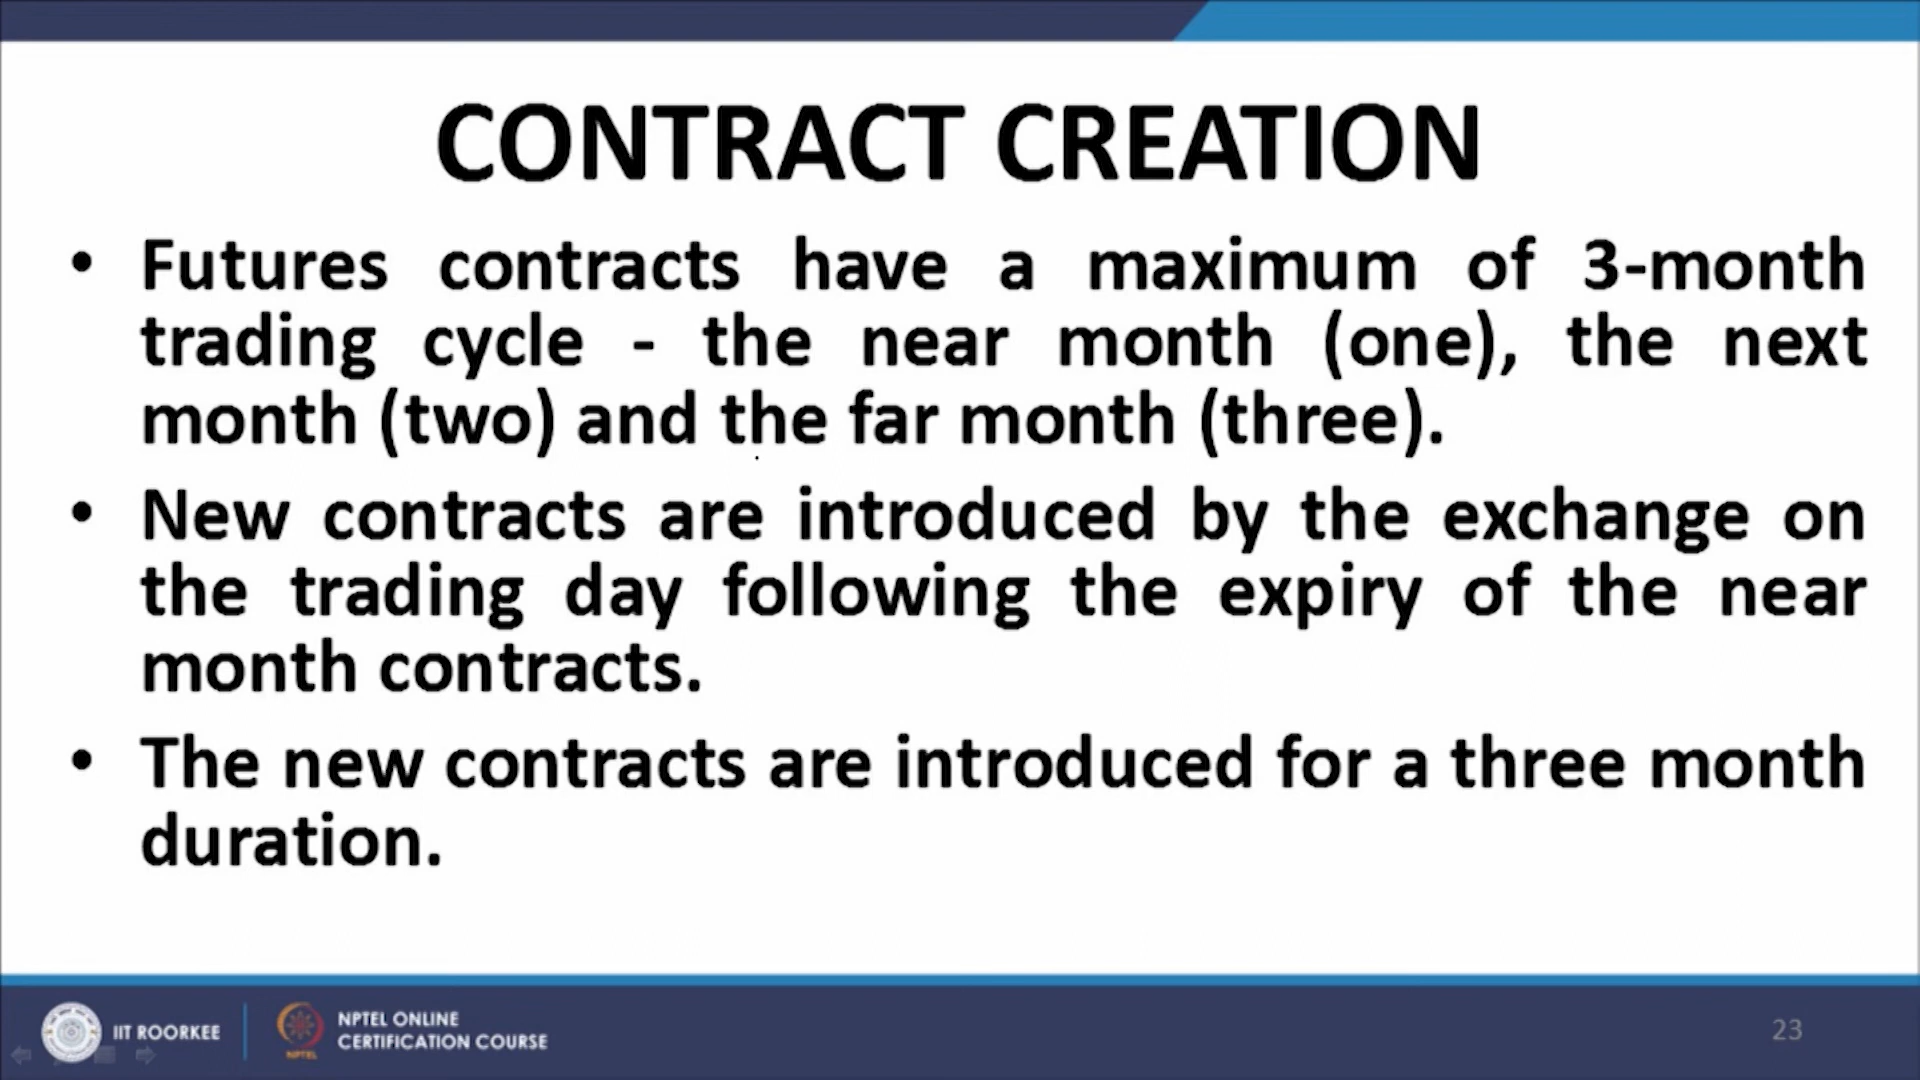 CONTRACT CREATION
• Futures contracts have a maximum of 3-month
trading cycle - the near month (one), the next
month (two) and the far month (three).
• New contracts are introduced by the exchange on
the trading day following the expiry of the near
month contracts.
• The new contracts are introduced for a three month
duration.
IIT ROORKEE
NPTEL
NPTEL ONLINE
CERTIFICATION COURSE
23